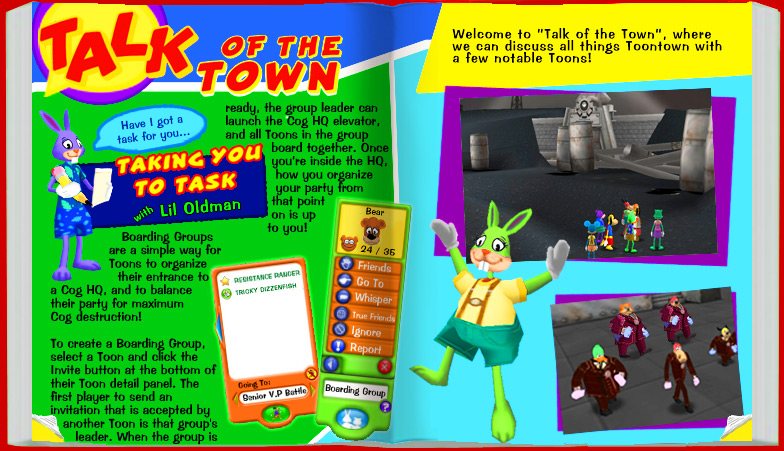 TALK
OF THE
TOWN
Have I got a
task for you...
TAKING YOU
TO TASK
with Lil Oldman
Boarding Groups
are a simple way for
Toons to organize
their entrance to
a Cog HQ, and to balance
their party for maximum
Cog destruction!
To create a Boarding Group,
select a Toon and click the
Invite button at the bottom of
their Toon detail panel. The
first player to send an
invitation that is accepted by
another Toon is that group's
leader. When the group is
ready, the group leader can
launch the Cog HQ elevator,
and all Toons in the group
board together. Once
you're inside the HQ,
how you organize
your party from
that point
on is up
to you!
RESISTANCE RANGER
TRICKY DIZZENFISH
Going To:
Senior V.P Battle
Bear
24 / 35
Friends
Go To
Whisper
True Friends
Ignore
Report
Boarding Group
?
Welcome to "Talk of the Town", where
we can discuss all things Toontown with
a few notable Toons!